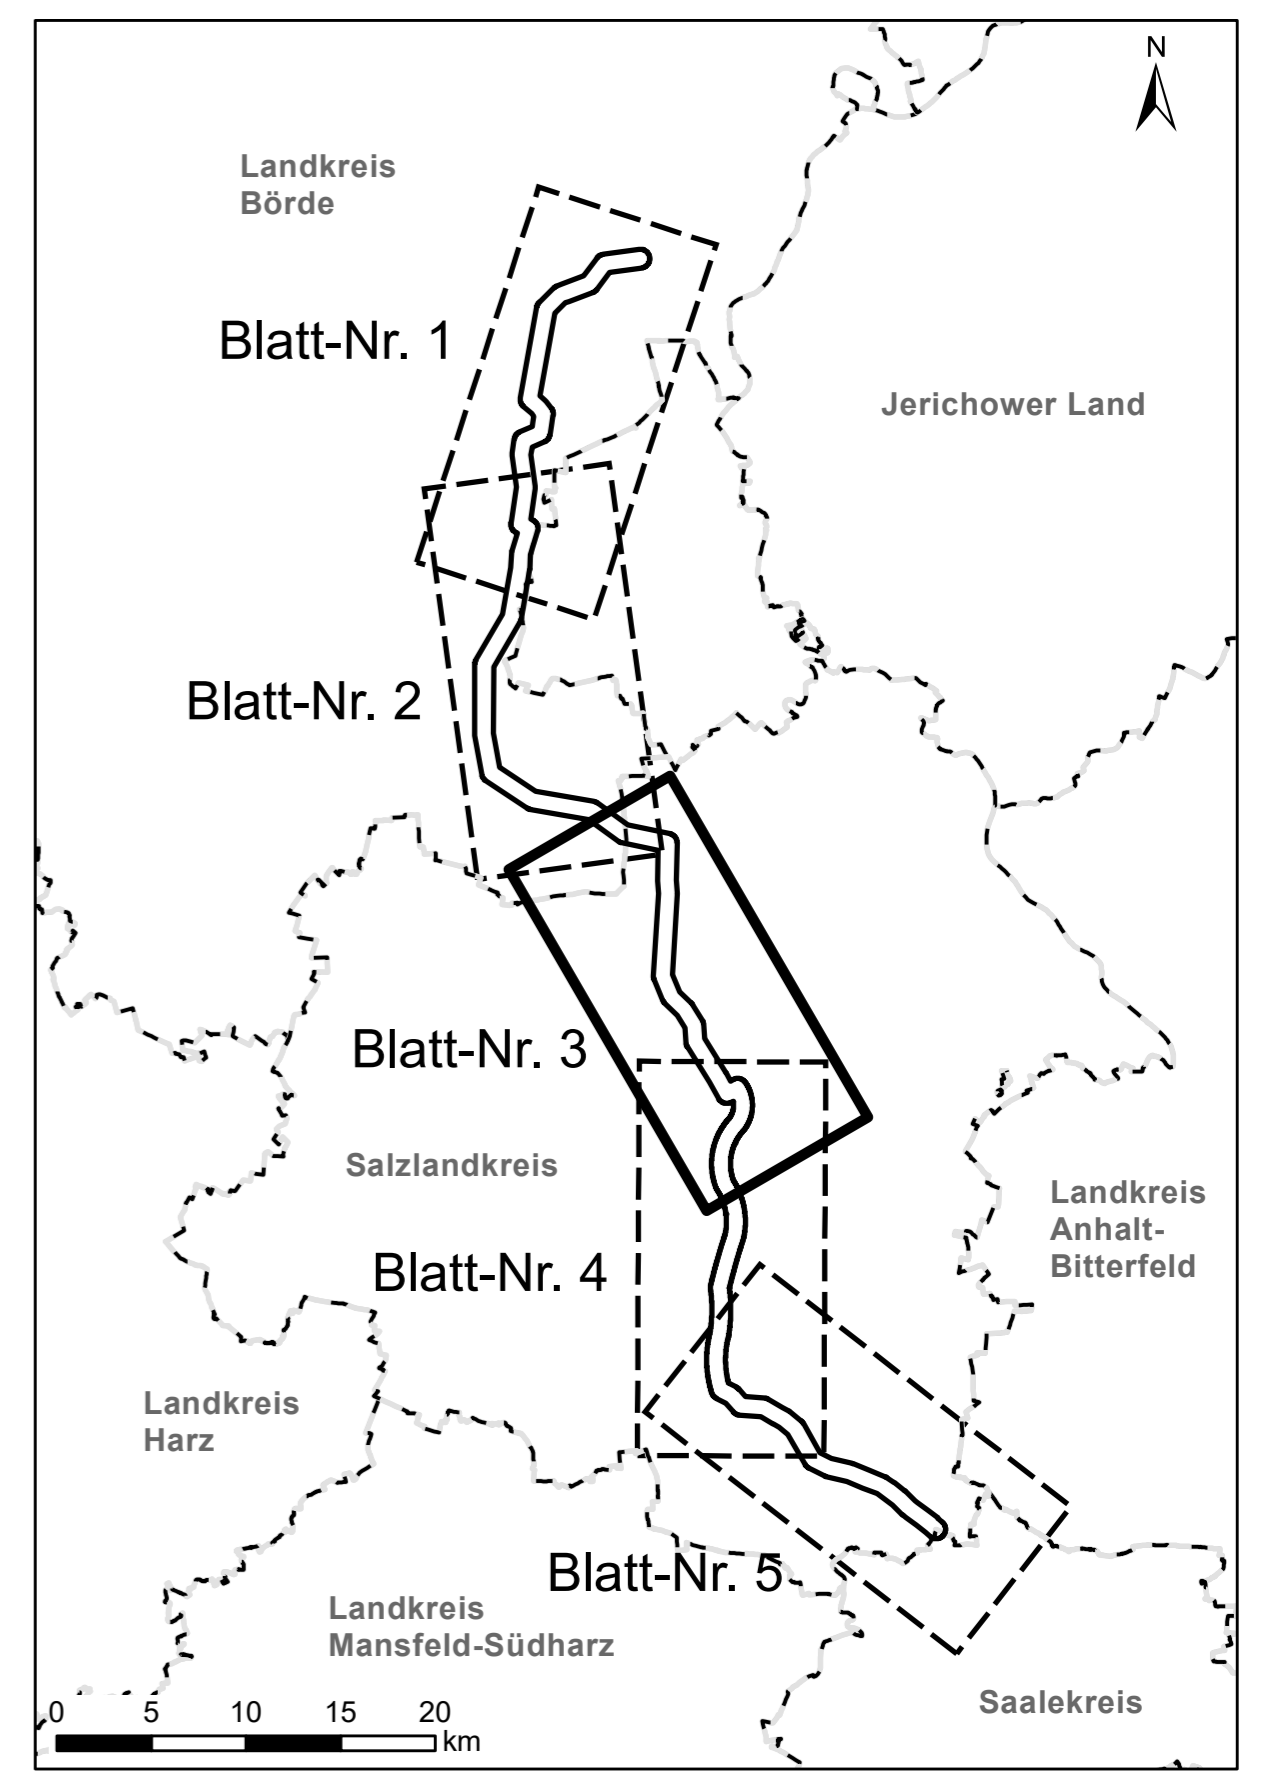 N
Landkreis
Börde
Blatt-Nr. 1
Jerichower Land
Blatt-Nr. 2
Blatt-Nr. 3
Salzlandkreis
Landkreis
Anhalt-
Bitterfeld
Blatt-Nr. 4
Landkreis
Harz
Blatt-Nr. 5
Landkreis
Mansfeld-Südharz
Saalekreis
0 5 10 15 20
km